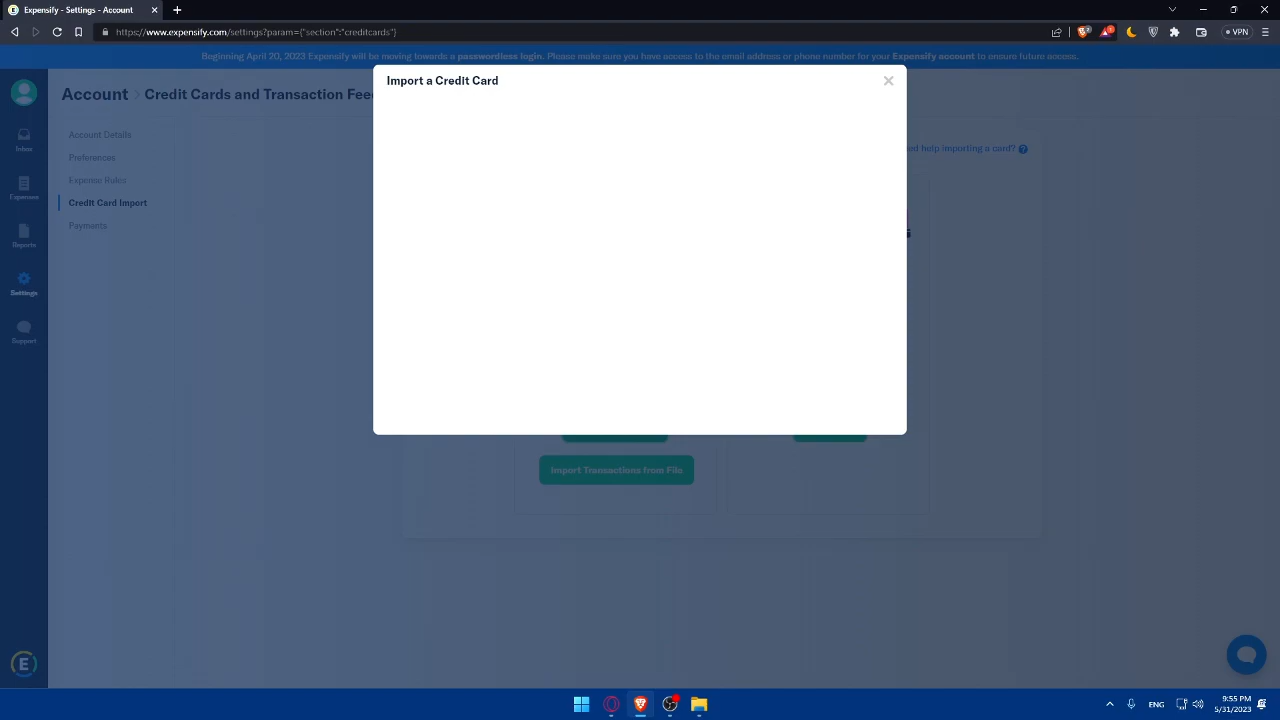 Expensify - Settings - Account
https://www.expensify.com/settings?param={"section":"creditcards"}
VPN
Beginning April 20, 2023 Expensify will be moving towards a passwordless login. Please make sure you have access to the email address or phone number for your Expensify account to ensure future access.
Import a Credit Card
Account > Credit Cards and Transaction Fee
Account Details
Inbox
help importing a card?
Preferences
Expense Rules
Expenses
Credit Card Import
Payments
Reports
Settings
Support
Import Transactions from File
ENG
9:55 PM
5/31/2023